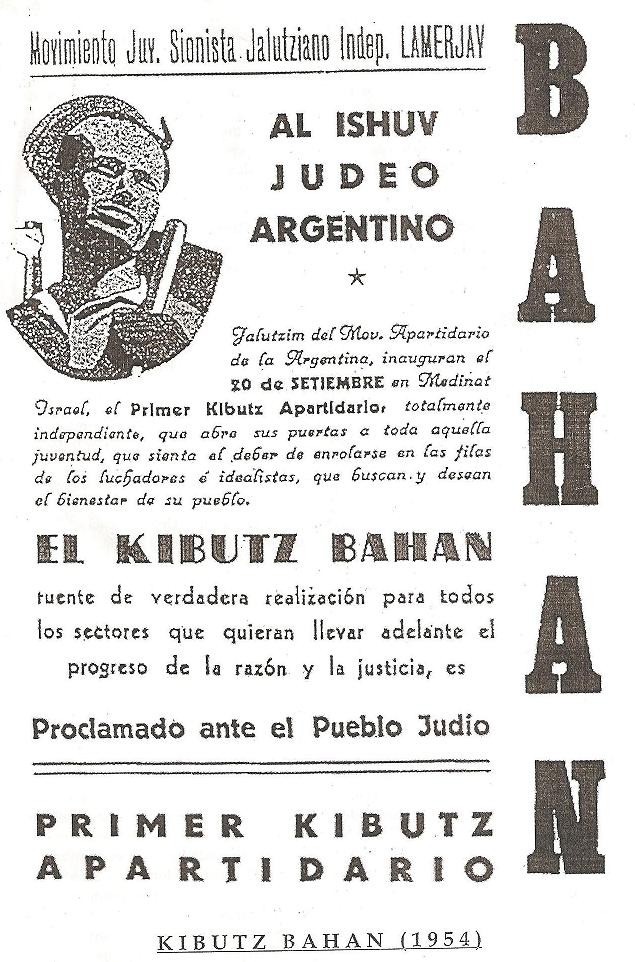 Movimiento Juv. Sionista Jalutziano Indep. LAMERJAV
AL ISHUV
JUDEO
ARGENTINO
Jalutzim del Mov. Apartidario
de la Argentina, inauguran el
20 de SETIEMBRE en Medinat
Israel, el Primer Kibutz Apartidario, totalmente
independiente, que abre sus puertas a toda aquella
juventud, que sienta el deber de enrolarse en las filas
de los luchadores é idealistas, que buscan y desean
el bienestar de su pueblo.
EL KIBUTZ BAHAN
fuente de verdadera realización para todos
los sectores que quieran llevar adelante el
progreso de la razón y la justicia, es
Proclamado ante el Pueblo Judío
PRIMER KIBUTZ
APARTIDARIO
BAHAN
KIBUTZ BAHAN (1954)